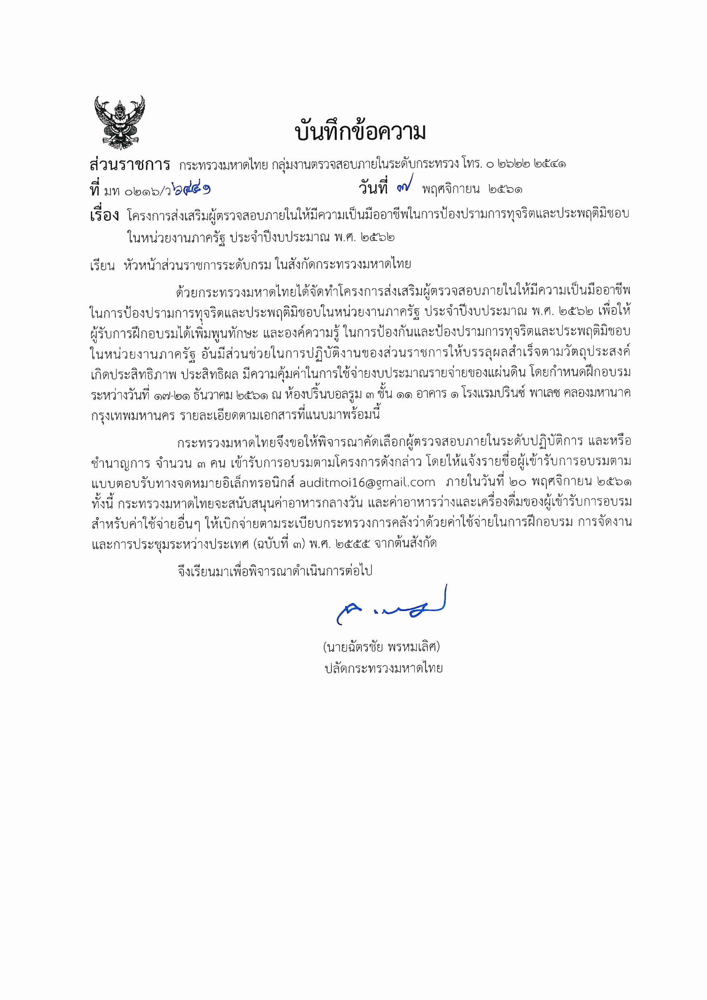 บันทึกข้อความ
ส่วนราชการ กระทรวงมหาดไทย กลุ่มงานตรวจสอบภายในระดับกระทรวง โทร. ๐ ๒๖๒๒ ๒๕๔๑
ที่ มท ๐๒๑๖/ว๖๔๔๑ วันที่ ๗ พฤศจิกายน ๒๕๖๑
เรื่อง โครงการส่งเสริมผู้ตรวจสอบภายในให้มีความเป็นมืออาชีพในการป้องปรามการทุจริตและประพฤติมิชอบ
ในหน่วยงานภาครัฐ ประจำปีงบประมาณ พ.ศ. ๒๕๖๒
เรียน หัวหน้าส่วนราชการระดับกรม ในสังกัดกระทรวงมหาดไทย
ด้วยกระทรวงมหาดไทยได้จัดทำโครงการส่งเสริมผู้ตรวจสอบภายในให้มีความเป็นมืออาชีพ
ในการป้องปรามการทุจริตและประพฤติมิชอบในหน่วยงานภาครัฐ ประจำปีงบประมาณ พ.ศ. ๒๕๖๒ เพื่อให้
ผู้รับการฝึกอบรมได้เพิ่มพูนทักษะ และองค์ความรู้ ในการป้องกันและป้องปรามการทุจริตและประพฤติมิชอบ
ในหน่วยงานภาครัฐ อันมีส่วนช่วยในการปฏิบัติงานของส่วนราชการให้บรรลุผลสำเร็จตามวัตถุประสงค์
เกิดประสิทธิภาพ ประสิทธิผล มีความคุ้มค่าในการใช้จ่ายงบประมาณรายจ่ายของแผ่นดิน โดยกำหนดฝึกอบรม
ระหว่างวันที่ ๑๗-๒๑ ธันวาคม ๒๕๖๑ ณ ห้องปริ้นบอลรูม ๓ ชั้น ๑๑ อาคาร ๑ โรงแรมปรินซ์ พาเลซ คลองมหานาค
กรุงเทพมหานคร รายละเอียดตามเอกสารที่แนบมาพร้อมนี้
กระทรวงมหาดไทยจึงขอให้พิจารณาคัดเลือกผู้ตรวจสอบภายในระดับปฏิบัติการ และหรือ
ชำนาญการ จำนวน ๓ คน เข้ารับการอบรมตามโครงการดังกล่าว โดยให้แจ้งรายชื่อผู้เข้ารับการอบรมตาม
แบบตอบรับทางจดหมายอิเล็กทรอนิกส์ auditmoi16@gmail.com ภายในวันที่ ๒๐ พฤศจิกายน ๒๕๖๑
ทั้งนี้ กระทรวงมหาดไทยจะสนับสนุนค่าอาหารกลางวัน และค่าอาหารว่างและเครื่องดื่มของผู้เข้ารับการอบรม
สำหรับค่าใช้จ่ายอื่นๆ ให้เบิกจ่ายตามระเบียบกระทรวงการคลังว่าด้วยค่าใช้จ่ายในการฝึกอบรม การจัดงาน
และการประชุมระหว่างประเทศ (ฉบับที่ ๓) พ.ศ. ๒๕๕๕ จากต้นสังกัด
จึงเรียนมาเพื่อพิจารณาดำเนินการต่อไป
(นายฉัตรชัย พรหมเลิศ)
ปลัดกระทรวงมหาดไทย